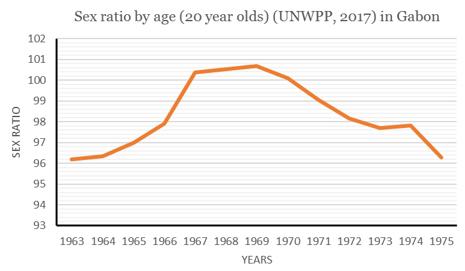 Sex ratio by age (20 year olds) (UNWPP, 2017) in Gabon
102
101
100
99
98
97
96
95
94
93
SEX RATIO
1963 1964 1965 1966 1967 1968 1969 1970 1971 1972 1973 1974 1975
YEARS